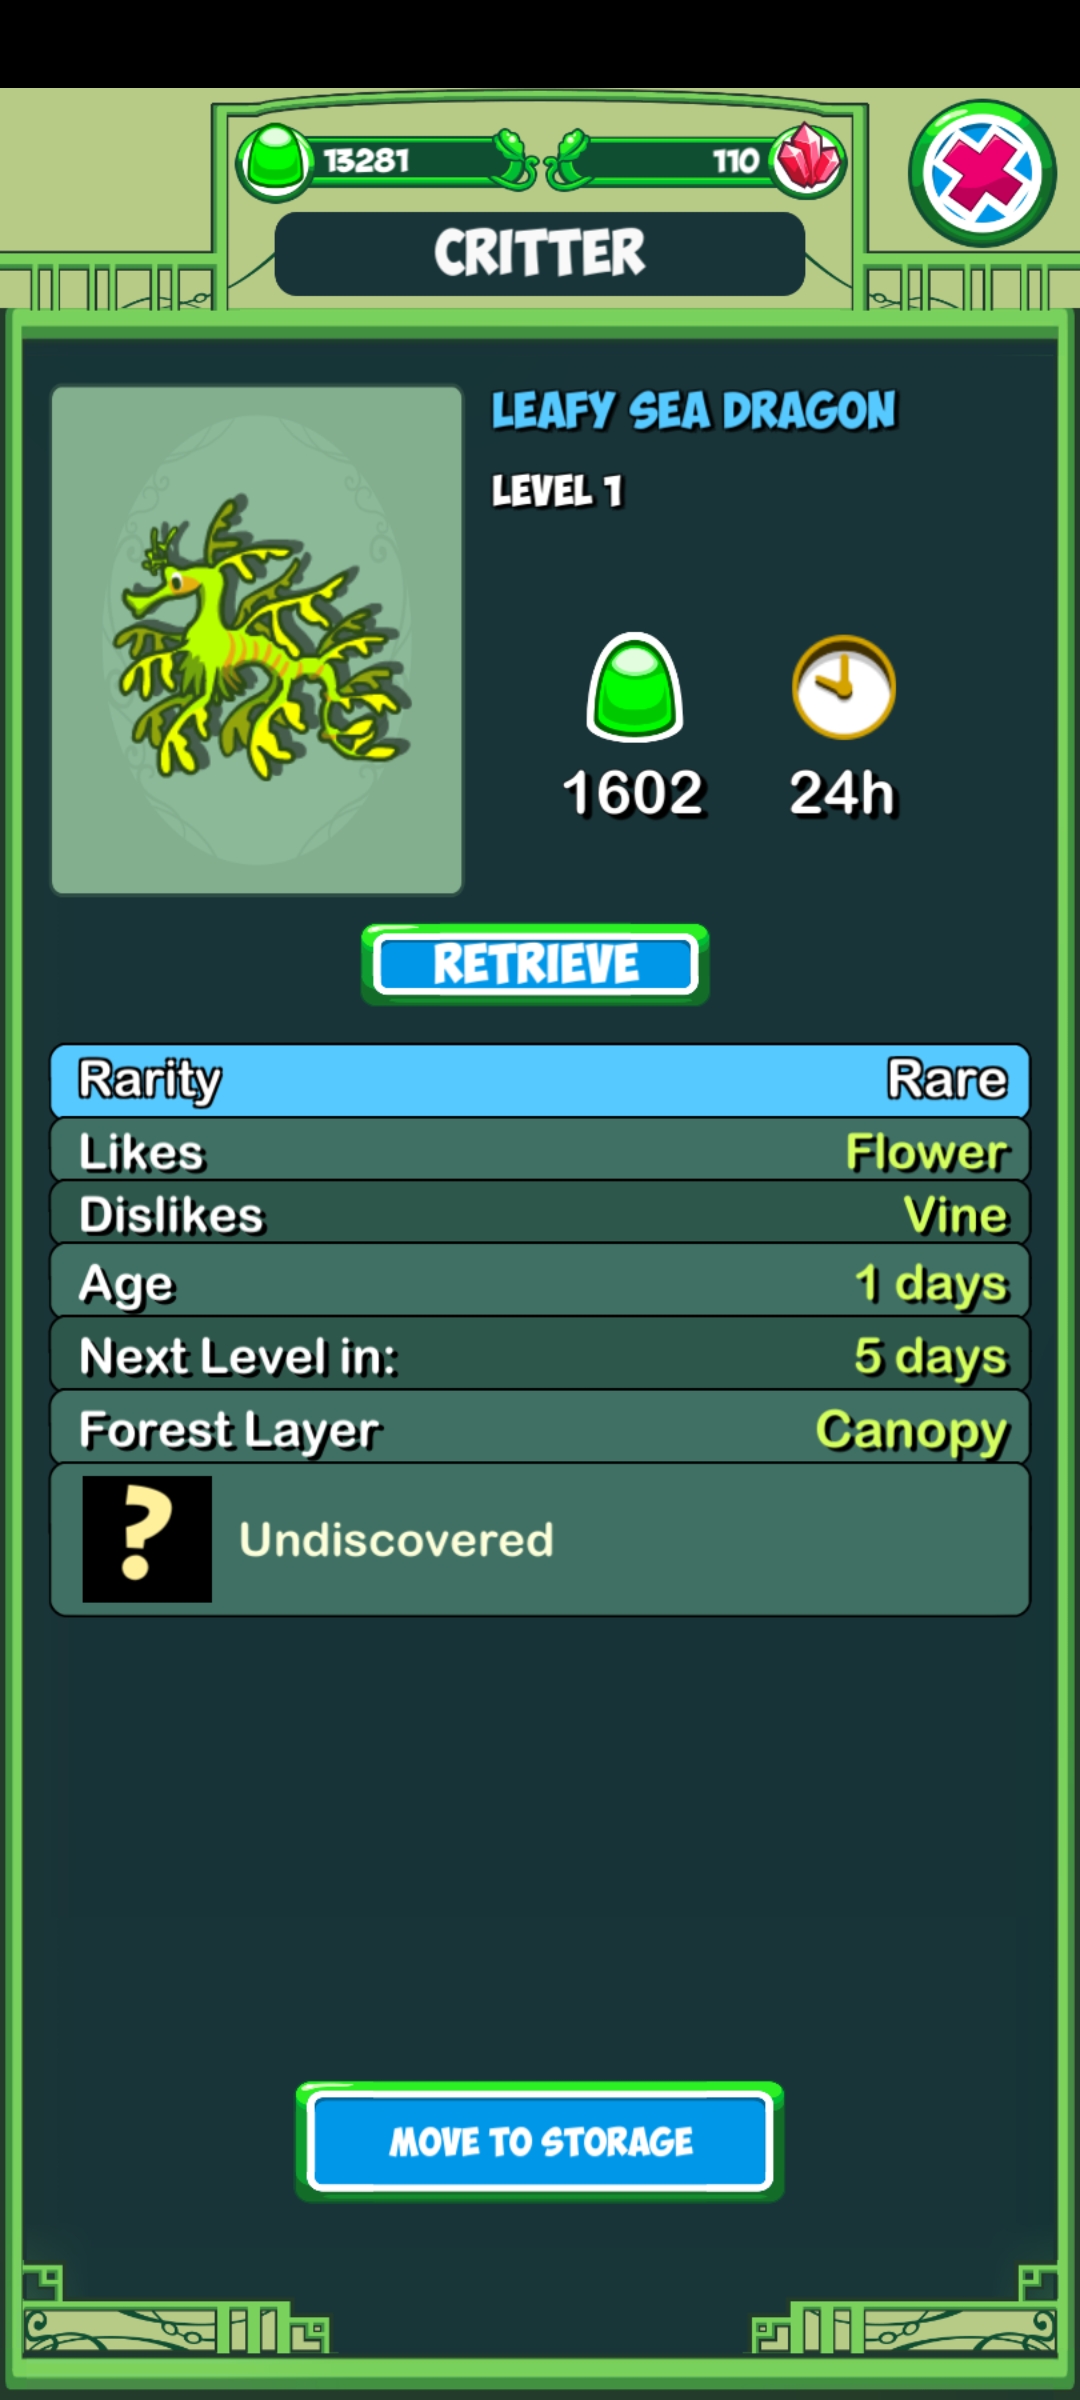 13281
110
CRITTER
LEAFY SEA DRAGON
LEVEL 1
1602
24h
RETRIEVE
Rarity Rare
Likes Flower
Dislikes Vine
Age 1 days
Next Level in: 5 days
Forest Layer Canopy
? Undiscovered
MOVE TO STORAGE